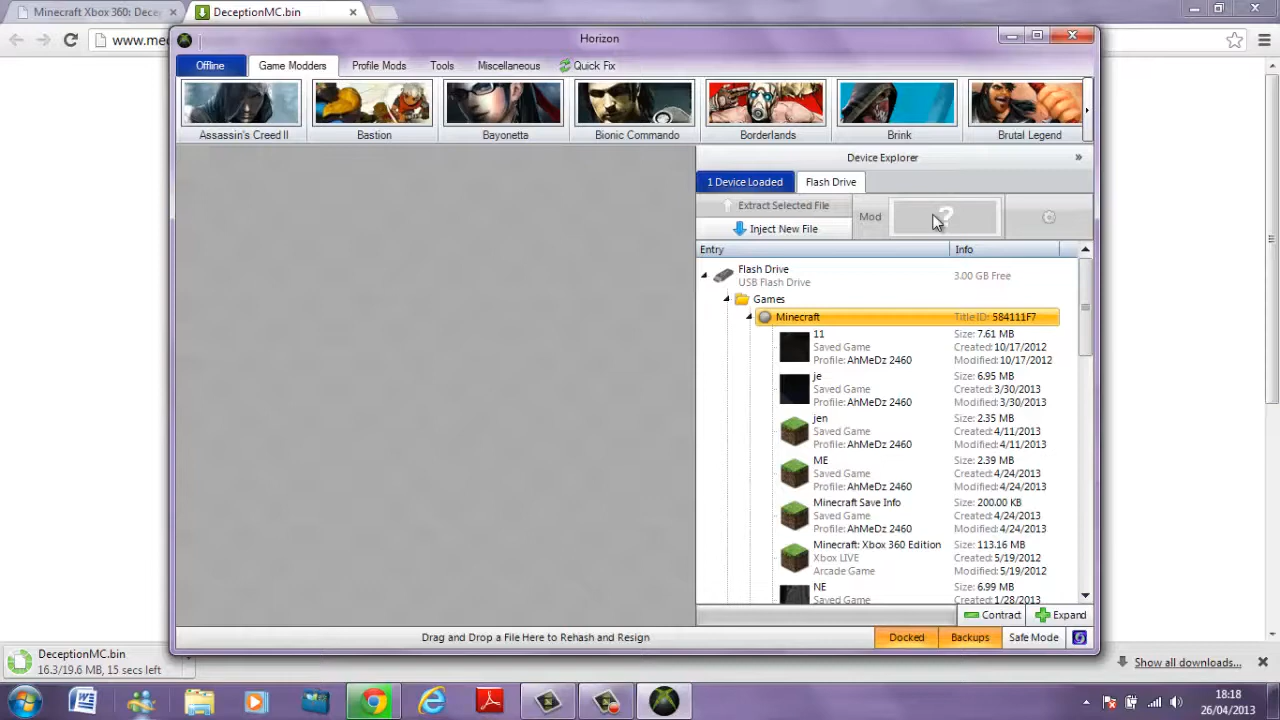 Minecraft Xbox 360: Dece
DeceptionMC.bin
www.me
Horizon
Offline
Game Modders
Profile Mods
Tools
Miscellaneous
Quick Fix
Assassin's Creed II
Bastion
Bayonetta
Bionic Commando
Borderlands
Brink
Brutal Legend
Device Explorer
»
1 Device Loaded
Flash Drive
Extract Selected File
Mod
?
Inject New File
Entry
Info
Flash Drive
USB Flash Drive
3.00 GB Free
Games
Minecraft
Title ID: 584111F7
11
Size: 7.61 MB
Saved Game
Created: 10/17/2012
Profile: AhMeDz 2460
Modified: 10/17/2012
je
Size: 6.95 MB
Saved Game
Created: 3/30/2013
Profile: AhMeDz 2460
Modified: 3/30/2013
jen
Size: 2.35 MB
Saved Game
Created: 4/11/2013
Profile: AhMeDz 2460
Modified: 4/11/2013
ME
Size: 2.39 MB
Saved Game
Created: 4/24/2013
Profile: AhMeDz 2460
Modified: 4/24/2013
Minecraft Save Info
Size: 200.00 KB
Saved Game
Created: 4/24/2013
Profile: AhMeDz 2460
Modified: 4/24/2013
Minecraft: Xbox 360 Edition
Size: 113.16 MB
Xbox LIVE
Created: 5/19/2012
Arcade Game
Modified: 5/19/2012
NE
Size: 6.99 MB
Saved Game
Created: 1/28/2013
Contract
Expand
Drag and Drop a File Here to Rehash and Resign
Docked
Backups
Safe Mode
DeceptionMC.bin
16.3/19.6 MB, 15 secs left
Show all downloads...
18:18
26/04/2013